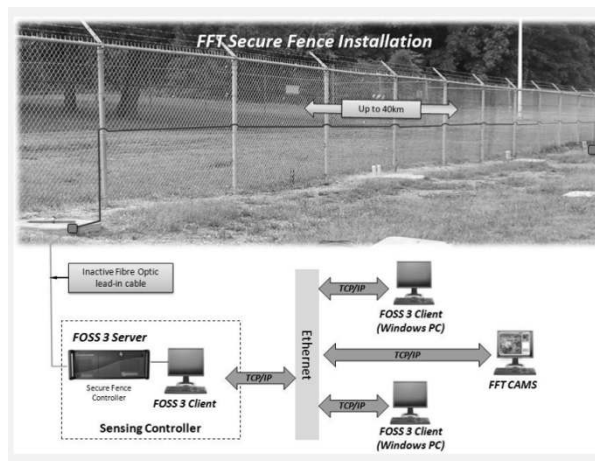 FFT Secure Fence Installation
Up to 40km
Inactive Fibre Optic
lead-in cable
FOSS 3 Server
Secure Fence
Controller
FOSS 3 Client
Sensing Controller
TCP/IP
Ethernet
TCP/IP
FOSS 3 Client
(Windows PC)
TCP/IP
FFT CAMS
TCP/IP
FOSS 3 Client
(Windows PC)